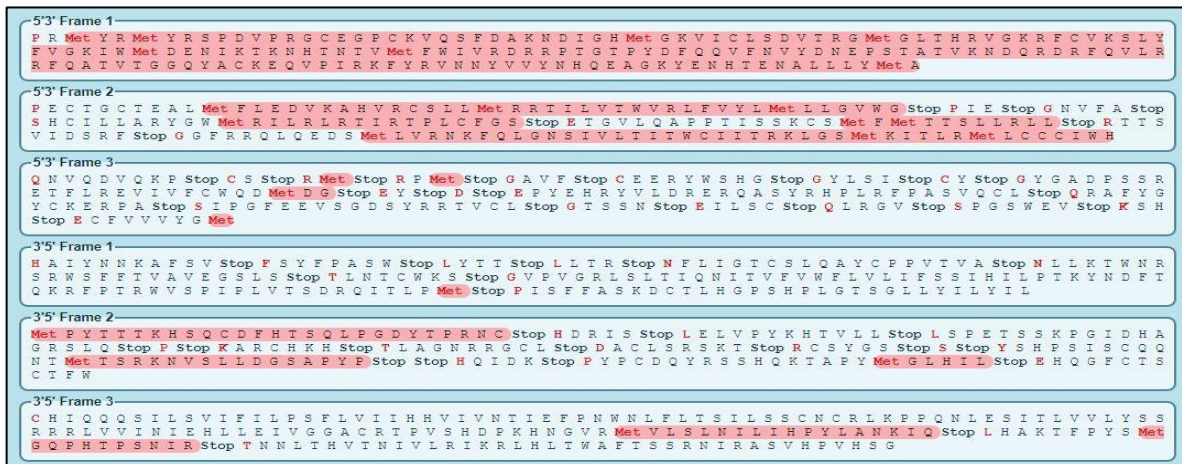 5'3' Frame 1
P R Met Y R Met Y R S P D V P R G C E G P C K V Q S F D A K N D I G H Met G K V I C L S D V T R G Met G L T H R V G K R F C V K S L Y
F V G K I W Met D E N I K T K N H T N T V Met F W I V R D R R P T G T P Y D F Q Q V F N V Y D N E P S T A T V K N D Q R D R F Q V L R
R F Q A T V T G G Q Y A C K E Q V P I R K F Y R V N N Y V V Y N H Q E A G K Y E N H T E N A L L L Y Met A
5'3' Frame 2
P E C T G C T E A L Met F L E D V K A H V R C S L L Met R R T I L V T W V R L F V Y L Met L L G V W G Stop P I E Stop G N V F A Stop
S H C I L L A R Y G W Met R I L R L R T I R T P L C F G S Stop E T G V L Q A P P T I S S K C S Met F Met T T S L L R L L Stop R T T S
V I D S R F Stop G G F R R Q L Q E D S Met L V R N K F Q L G N S I V L T I T W C I I T R K L G S Met K I T L R Met L C C C I W H
5'3' Frame 3
Q N V Q D V Q K P Stop C S Stop R Met Stop R P Met Stop G A V F Stop C E E R Y W S H G Stop G Y L S I Stop C Y Stop G Y G A D P S S R
E T F L R E V I V F C W Q D Met D G Stop E Y Stop D Stop E P Y E H R Y V L D R E R Q A S Y R H P L R F P A S V Q C L Stop Q R A F Y G
Y C K E R P A Stop S I P G F E E V S G D S Y R R T V C L Stop G T S S N Stop E I L S C Stop Q L R G V Stop S P G S W E V Stop K S H
Stop E C F V V V Y G Met
3'5' Frame 1
H A I Y N N K A F S V Stop F S Y F P A S W Stop L Y T T Stop L L T R Stop N F L I G T C S L Q A Y C P P V T V A Stop N L L K T W N R
S R W S F F T V A V E G S L S Stop T L N T C W K S Stop G V P V G R L S L T I Q N I T V F V W F L V L I F S S I H I L P T K Y N D F T
Q K R F P T R W V S P I P L V T S D R Q I T L P Met Stop P I S F F A S K D C T L H G P S H P L G T S G L L Y I L Y I L
3'5' Frame 2
Met P Y T T T K H S Q C D F H T S Q L P G D Y T P R N C Stop H D R I S Stop L E L V P Y K H T V L L Stop L S P E T S S K P G I D H A
G R S L Q Stop P Stop K A R C H K H Stop T L A G N R R G C L Stop D A C L S R S K T Stop R C S Y G S Stop S Stop Y S H P S I S C Q Q
N T Met T S R K N V S L L D G S A P Y P Stop Stop H Q I D K Stop P Y P C D Q Y R S S H Q K T A P Y Met G L H I L Stop E H Q G F C T S
C T F W
3'5' Frame 3
C H I Q Q Q S I L S V I F I L P S F L V I I H H V I V N T I E F P N W N L F L T S I L S S C N C R L K P P Q N L E S I T L V V L Y S S
R R R L V V I N I E H L L E I V G G A C R T P V S H D P K H N G V R Met V L S L N I L I H P Y L A N K I Q Stop L H A K T F P Y S Met
G Q P H T P S N I R Stop T N N L T H V T N I V L R I K R L H L T W A F T S S R N I R A S V H P V H S G